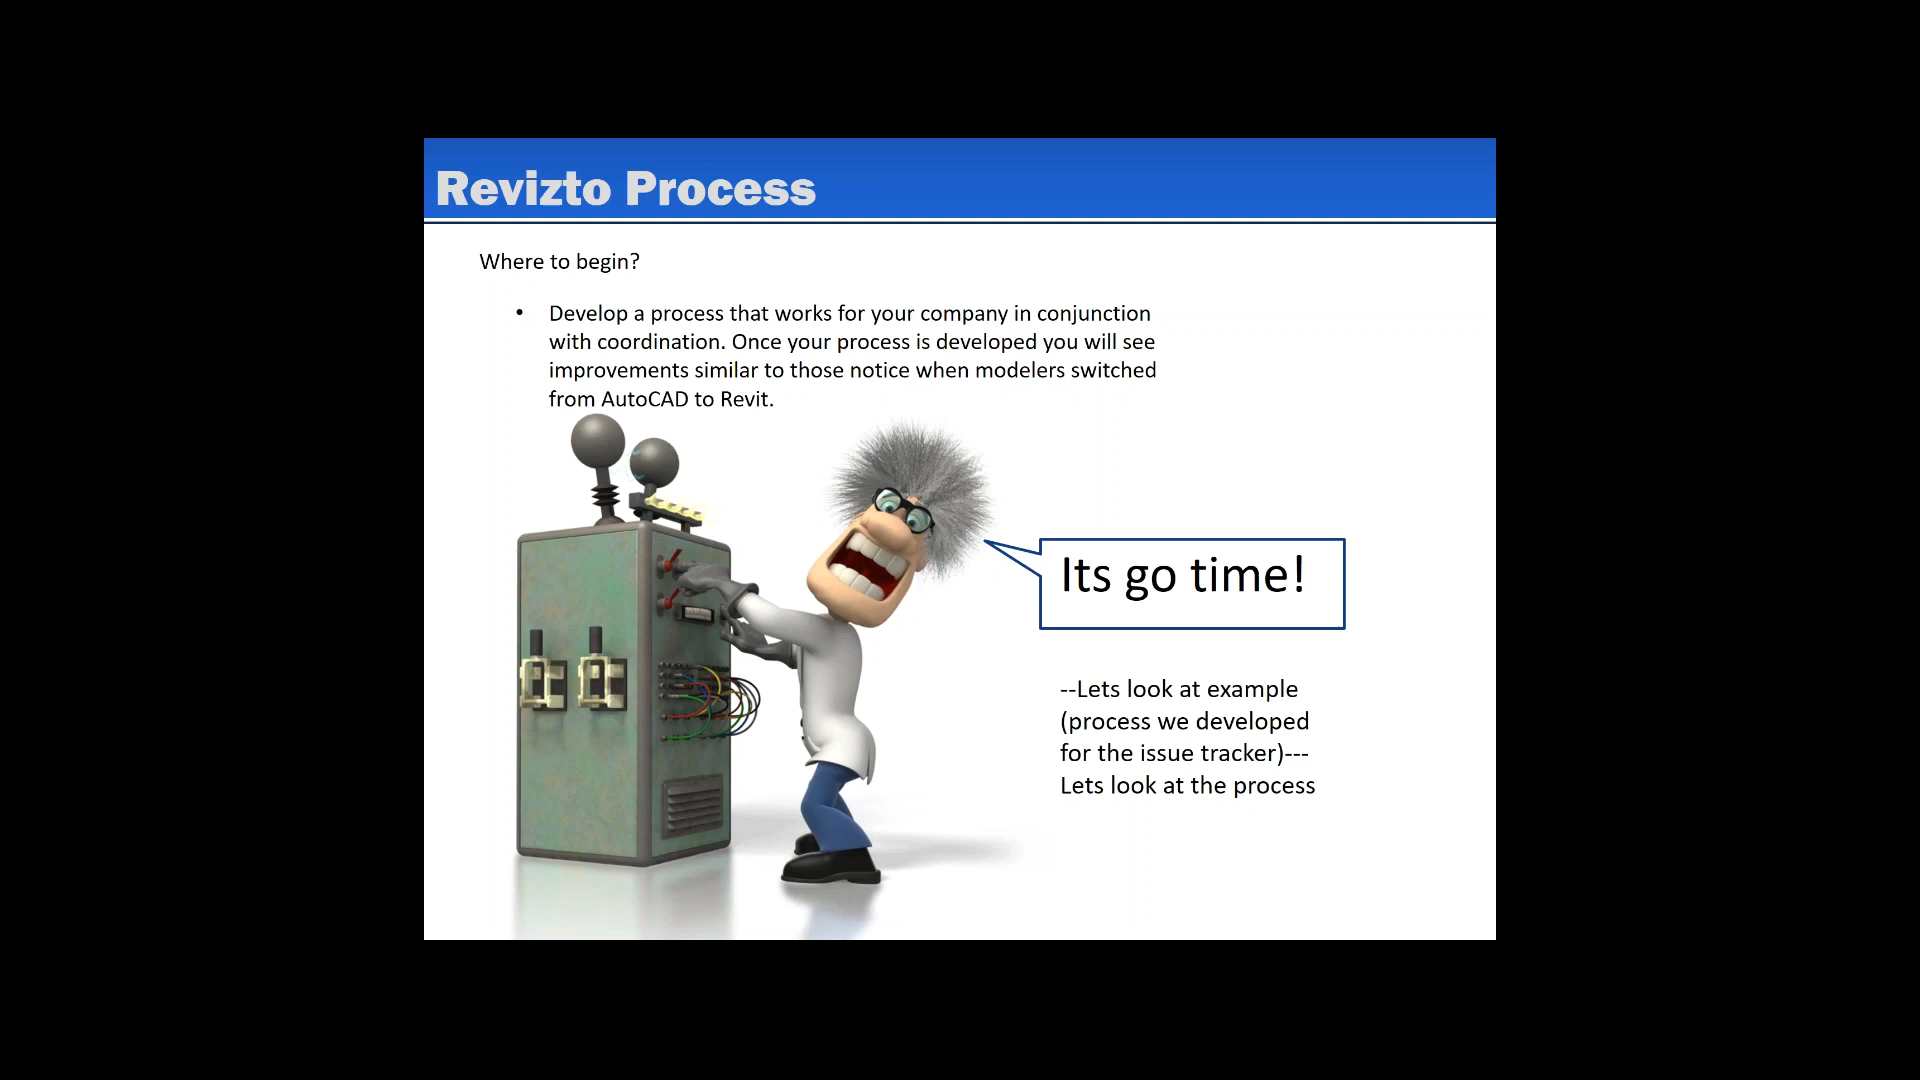 Revizto Process
Where to begin?
• Develop a process that works for your company in conjunction
with coordination. Once your process is developed you will see
improvements similar to those notice when modelers switched
from AutoCAD to Revit.
Its go time!
--Lets look at example
(process we developed
for the issue tracker)---
Lets look at the process